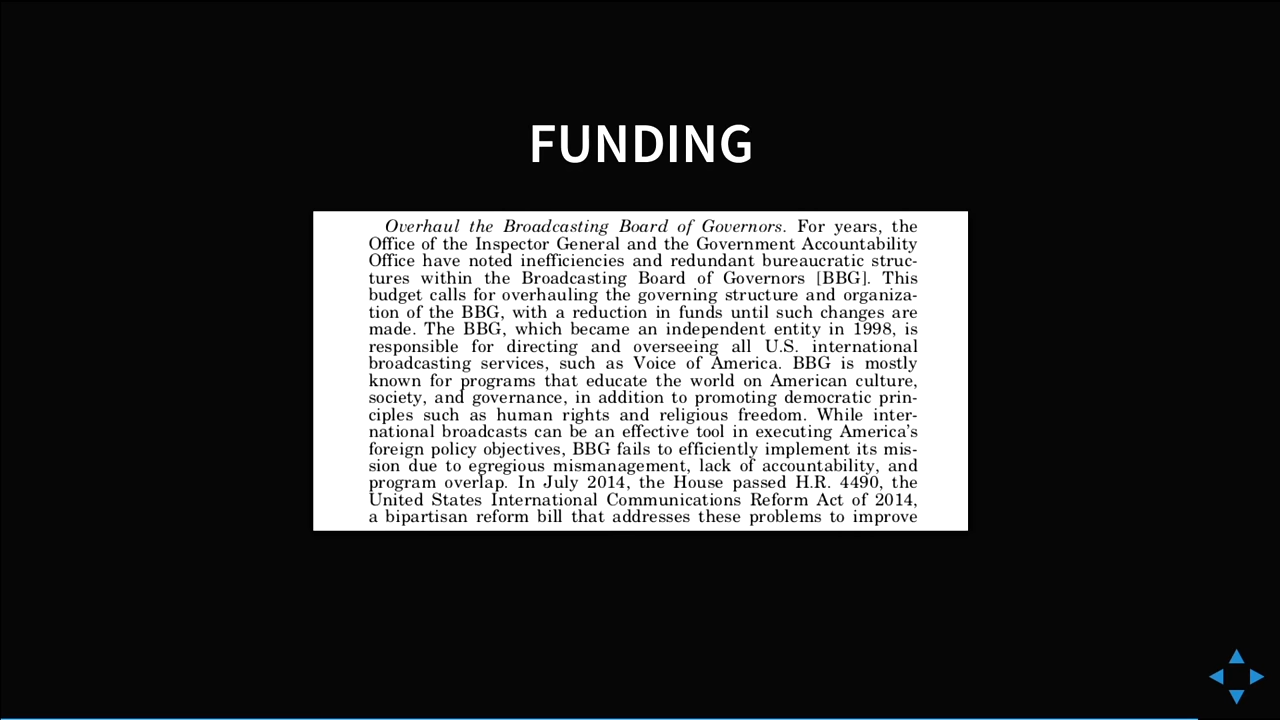 FUNDING
Overhaul the Broadcasting Board of Governors. For years, the
Office of the Inspector General and the Government Accountability
Office have noted inefficiencies and redundant bureaucratic struc-
tures within the Broadcasting Board of Governors [BBG]. This
budget calls for overhauling the governing structure and organiza-
tion of the BBG, with a reduction in funds until such changes are
made. The BBG, which became an independent entity in 1998, is
responsible for directing and overseeing all U.S. international
broadcasting services, such as Voice of America. BBG is mostly
known for programs that educate the world on American culture,
society, and governance, in addition to promoting democratic prin-
ciples such as human rights and religious freedom. While inter-
national broadcasts can be an effective tool in executing America's
foreign policy objectives, BBG fails to efficiently implement its mis-
sion due to egregious mismanagement, lack of accountability, and
program overlap. In July 2014, the House passed H.R. 4490, the
United States International Communications Reform Act of 2014,
a bipartisan reform bill that addresses these problems to improve